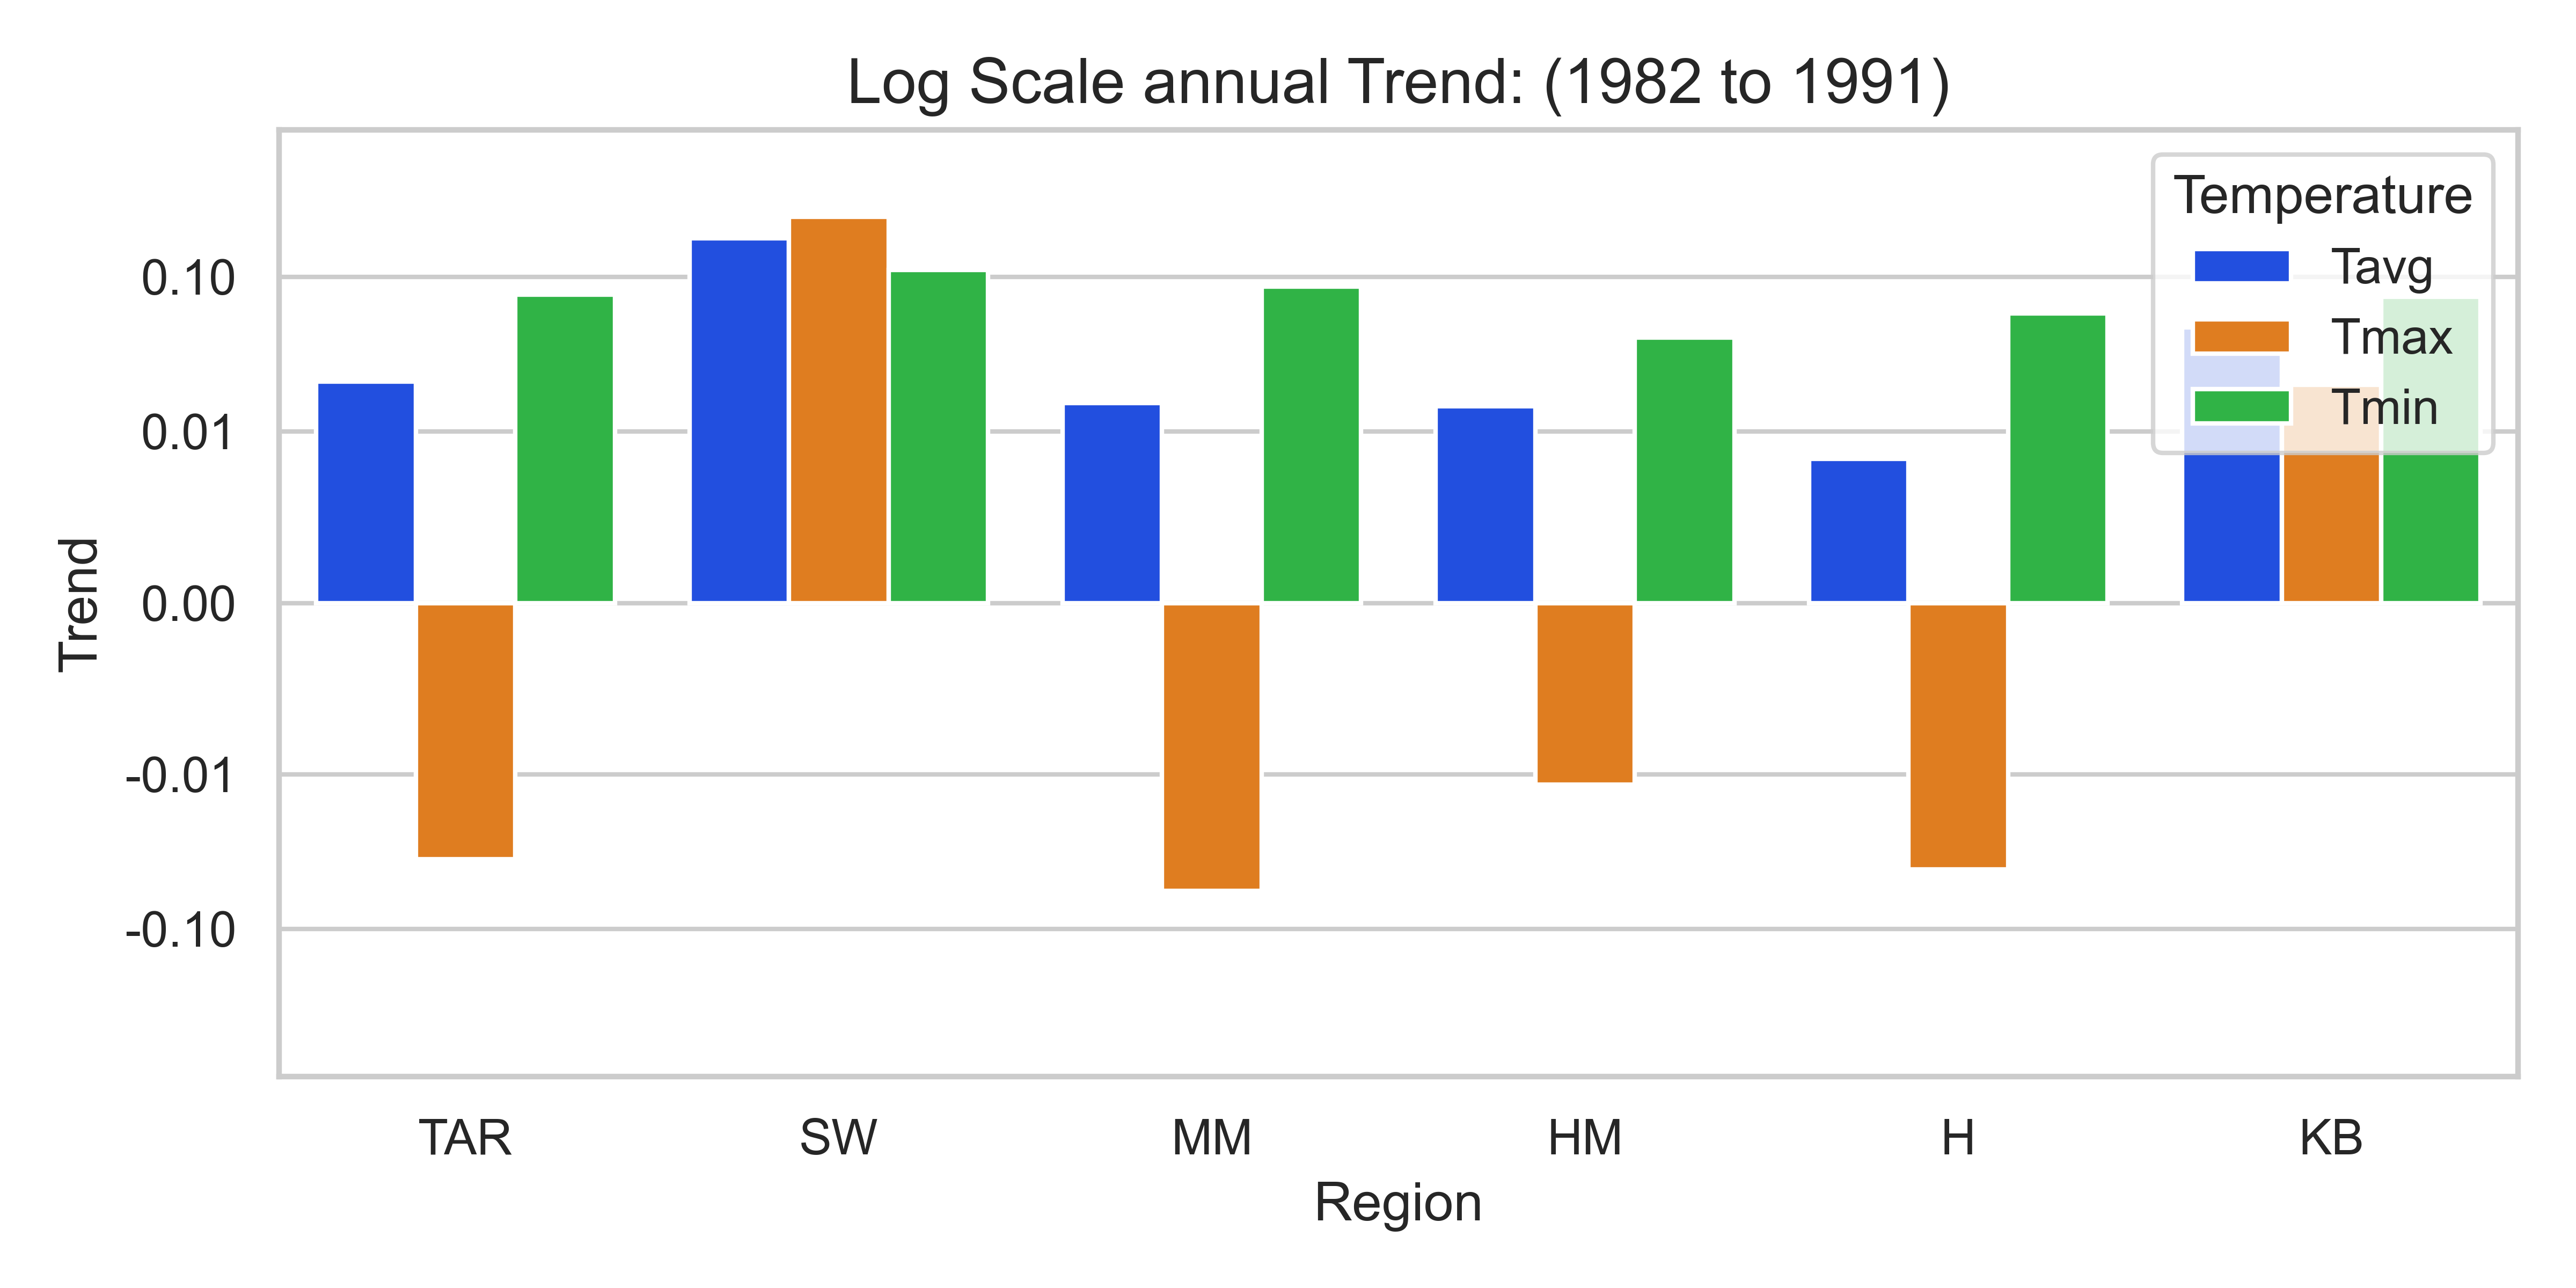 Log Scale annual Trend: (1982 to 1991)
Temperature
Tavg
Tmax
Tmin
0.10
0.01
0.00
-0.01
-0.10
Trend
TAR SW MM HM H KB
Region